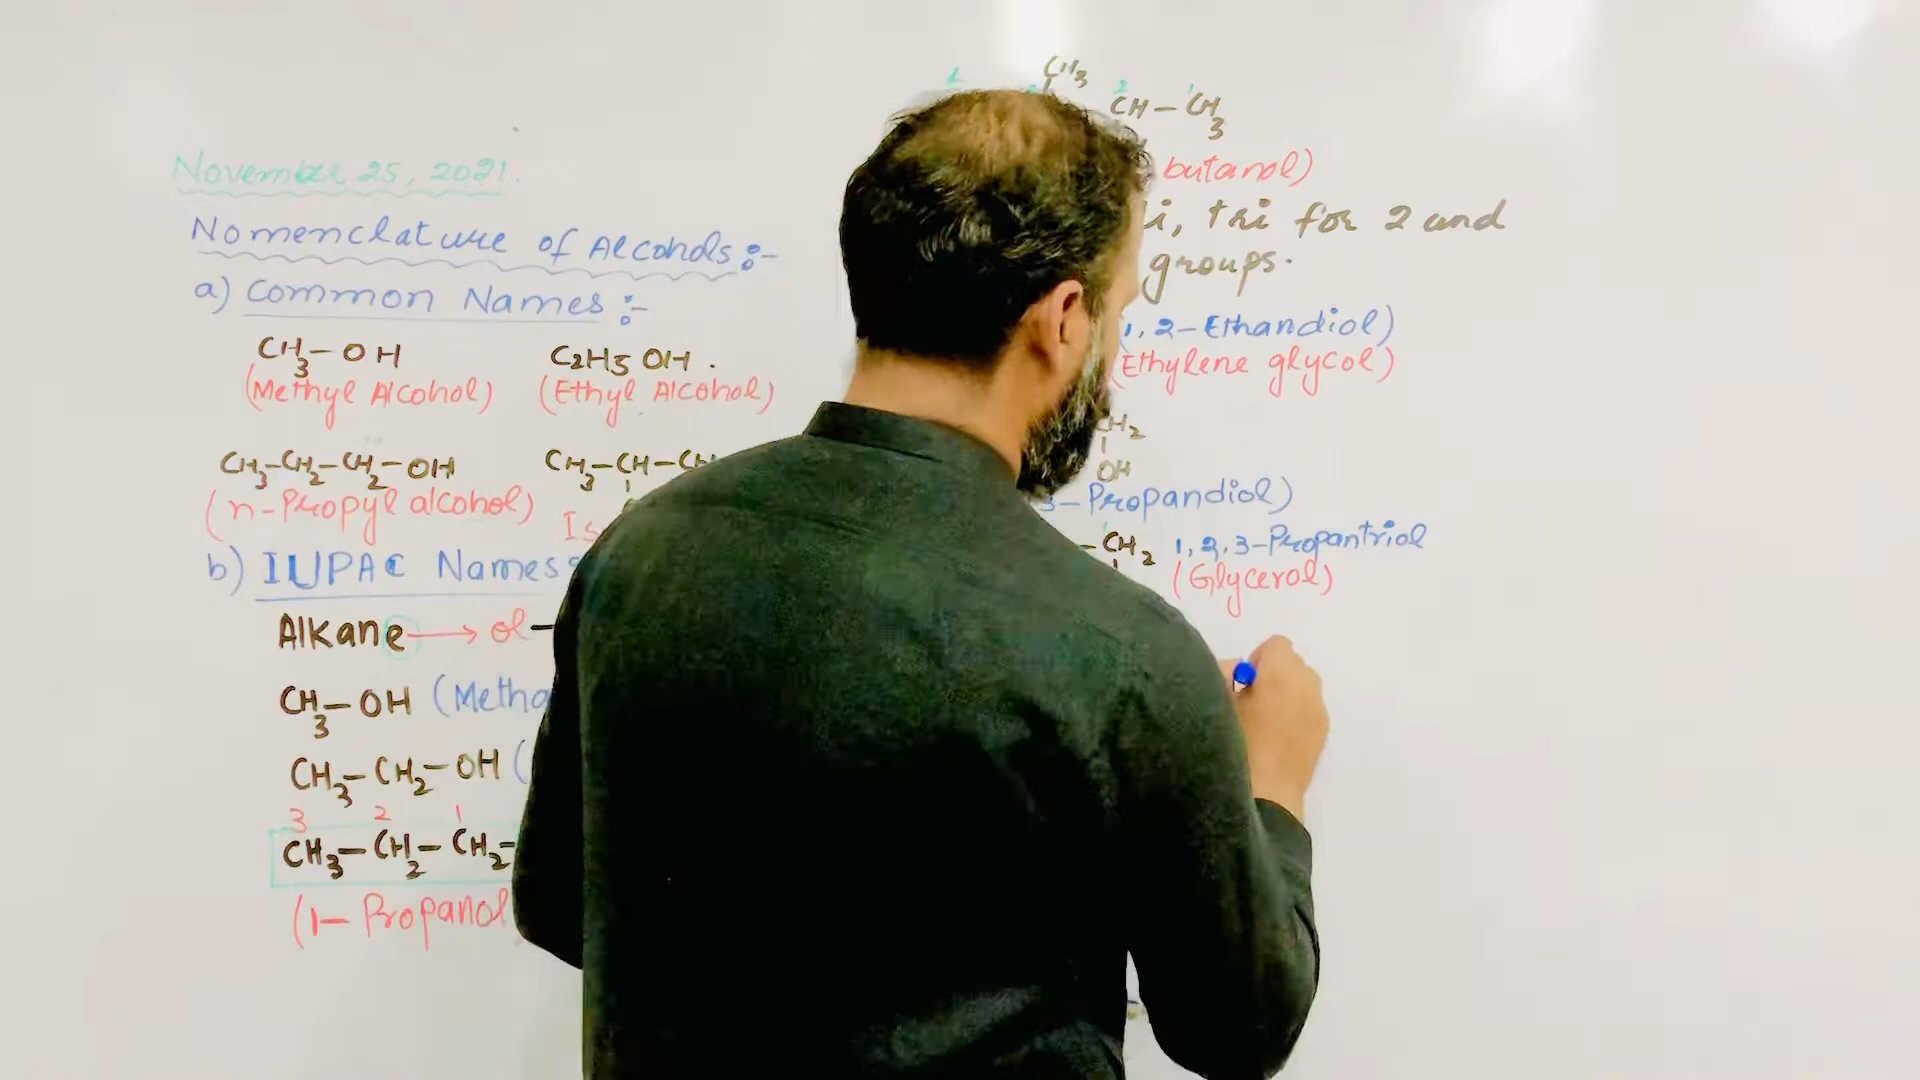 November 25, 2021.
Nomenclature of Alcohols:-
a) Common Names:-
CH3-OH
C2H5OH.
(Methyl Alcohol)
(Ethyl Alcohol)
CH3-CH2-CH2-OH
CH3-CH-CH
(n-Propyl alcohol)
Is
b) IUPAC Names
Alkane → ol-
CH3-OH (Metha
CH3-CH2-OH (
3 2 1
CH3-CH2-CH2-
(1-Propanol
CH3
1 2 1
CH-CH3
butanol)
i, tri for 2 and
groups.
1,2-Ethandiol)
(Ethylene glycol)
CH2
OH
3-Propandiol)
-CH2 1,2,3-Propantriol
(Glycerol)